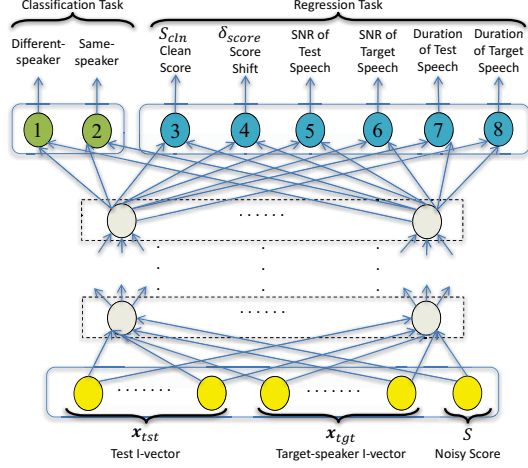 Classification Task
Regression Task
Different-speaker
Same-speaker
S_cln
Clean
Score
δ_score
Score
Shift
SNR of
Test
Speech
SNR of
Target
Speech
Duration
of Test
Speech
Duration
of Target
Speech
1
2
3
4
5
6
7
8
x_tst
x_tgt
S
Test I-vector
Target-speaker I-vector
Noisy Score